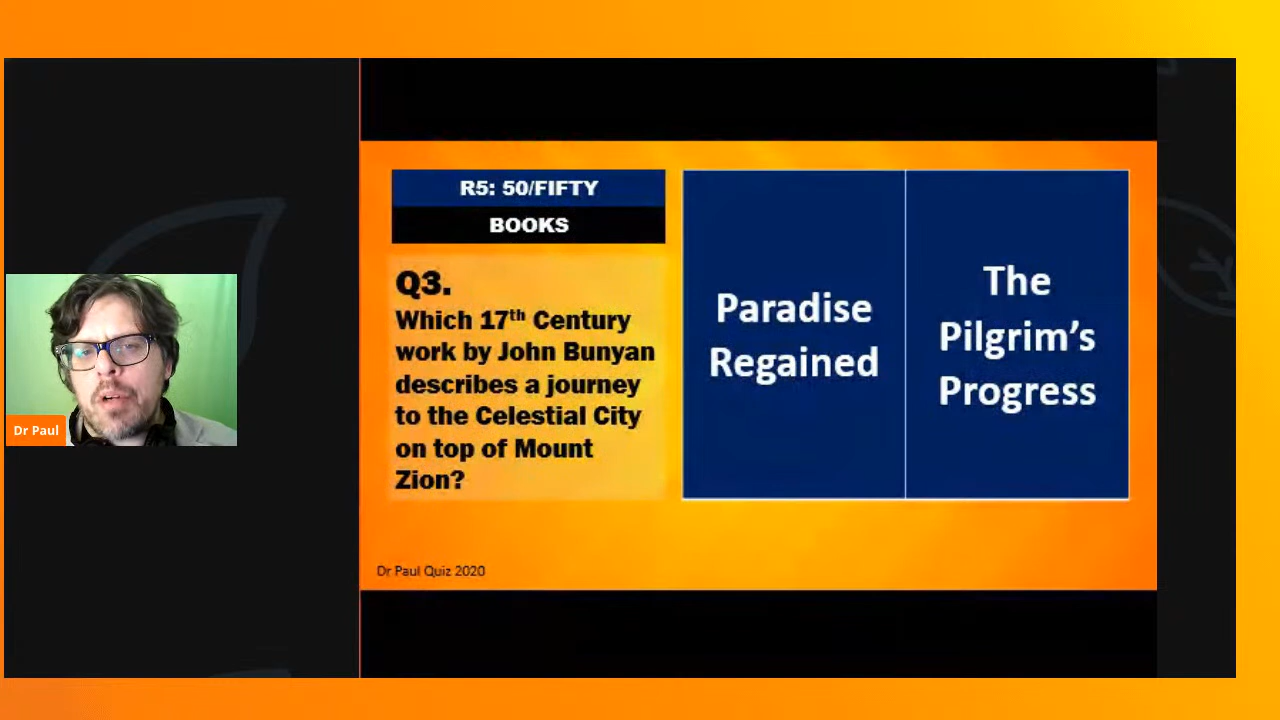 R5: 50/FIFTY
BOOKS
Q3.
Which 17th Century
work by John Bunyan
describes a journey
to the Celestial City
on top of Mount
Zion?
Paradise
Regained
The
Pilgrim’s
Progress
Dr Paul
Dr Paul Quiz 2020